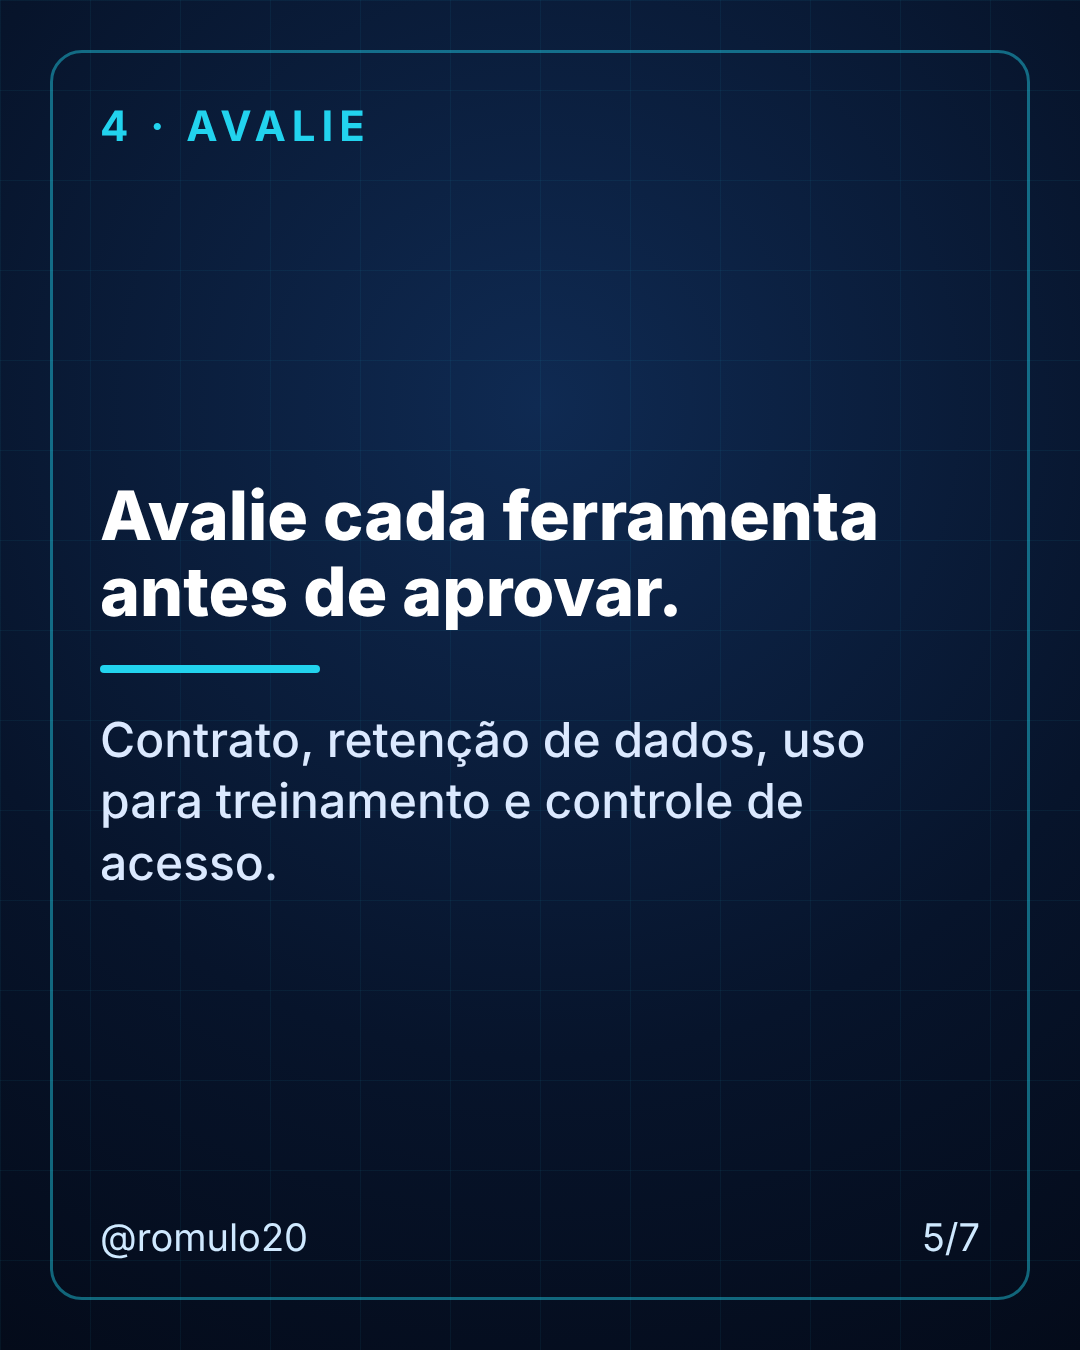 4 · AVALIE
Avalie cada ferramenta
antes de aprovar.
Contrato, retenção de dados, uso
para treinamento e controle de
acesso.
@romulo20
5/7